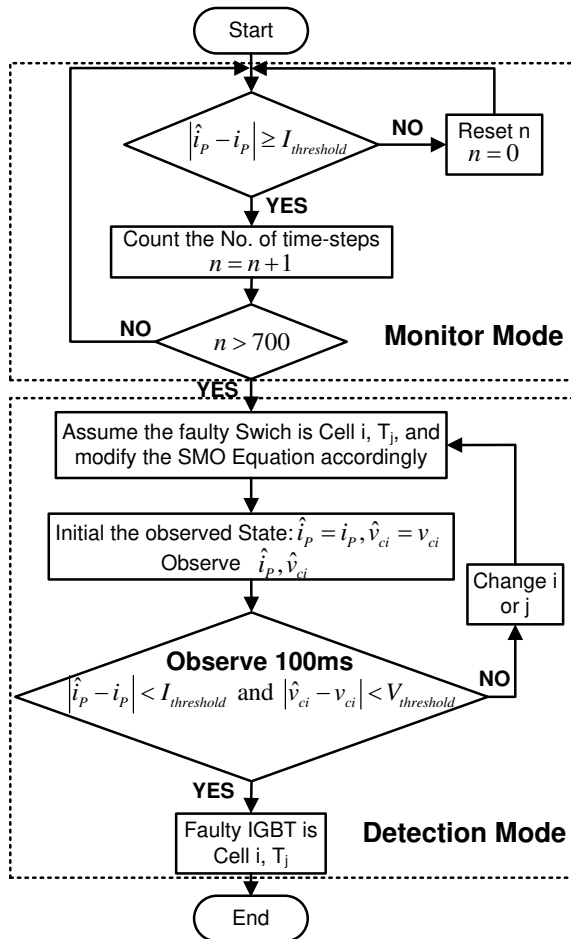 Start
|î_P − i_P| ≥ I_threshold
NO
Reset n
n = 0
YES
Count the No. of time-steps
n = n+1
NO
n > 700
Monitor Mode
YES
Assume the faulty Swich is Cell i, T_j, and
modify the SMO Equation accordingly
Initial the observed State: î_P = i_P, v̂_ci = v_ci
Observe î_P, v̂_ci
Change i
or j
Observe 100ms
|î_P − i_P| < I_threshold and |v̂_ci − v_ci| < V_threshold
NO
YES
Faulty IGBT is
Cell i, T_j
Detection Mode
End